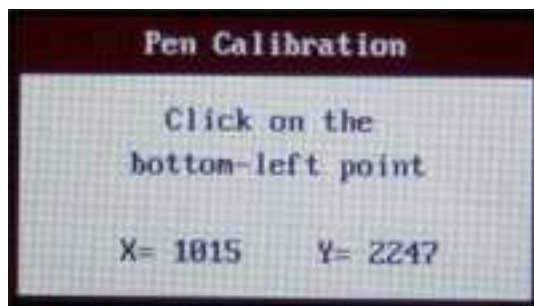 Pen Calibration
Click on the
bottom-left point
X= 1015 Y= 2247